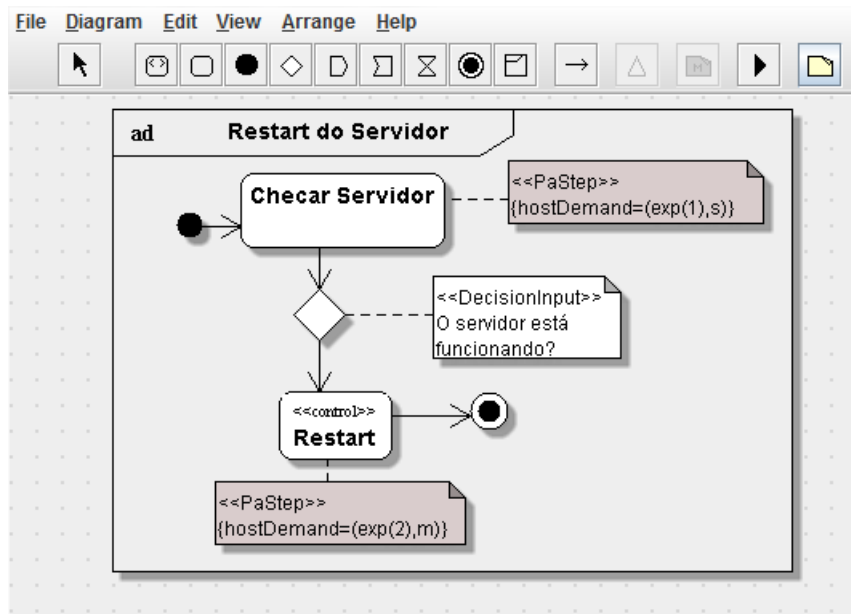 File Diagram Edit View Arrange Help
ad Restart do Servidor
Checar Servidor
<<PaStep>>
{hostDemand=(exp(1),s)}
<<DecisionInput>>
O servidor está
funcionando?
<<control>>
Restart
<<PaStep>>
{hostDemand=(exp(2),m)}